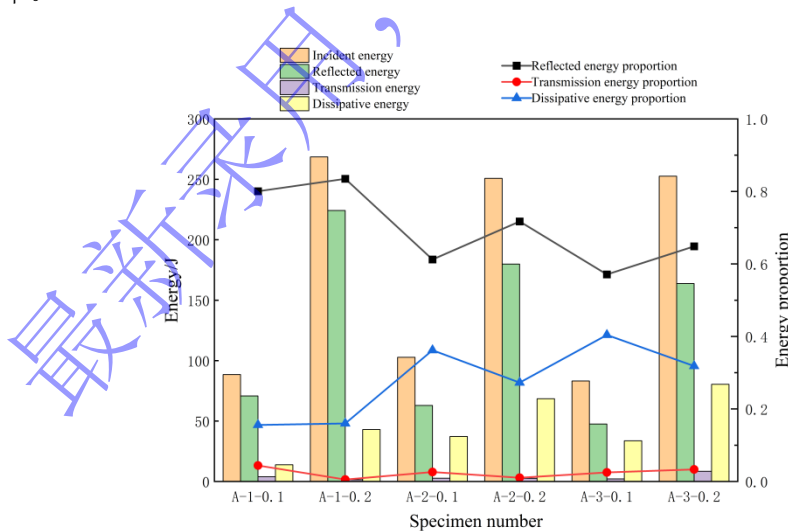 Incident energy
Reflected energy
Transmission energy
Dissipative energy
Reflected energy proportion
Transmission energy proportion
Dissipative energy proportion
300
250
200
150
100
50
0
Energy/J
1.0
0.8
0.6
0.4
0.2
0.0
Energy proportion
A-1-0.1 A-1-0.2 A-2-0.1 A-2-0.2 A-3-0.1 A-3-0.2
Specimen number
最新录用,